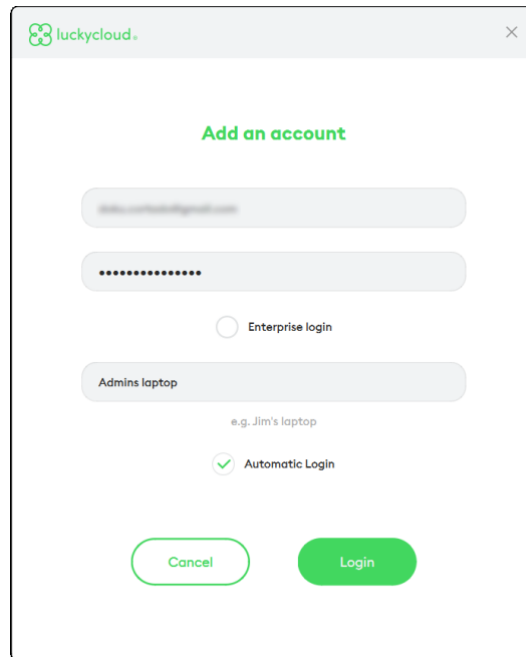 luckycloud
Add an account
•••••••••••••••
Enterprise login
Admins laptop
e.g. Jim's laptop
Automatic Login
Cancel
Login